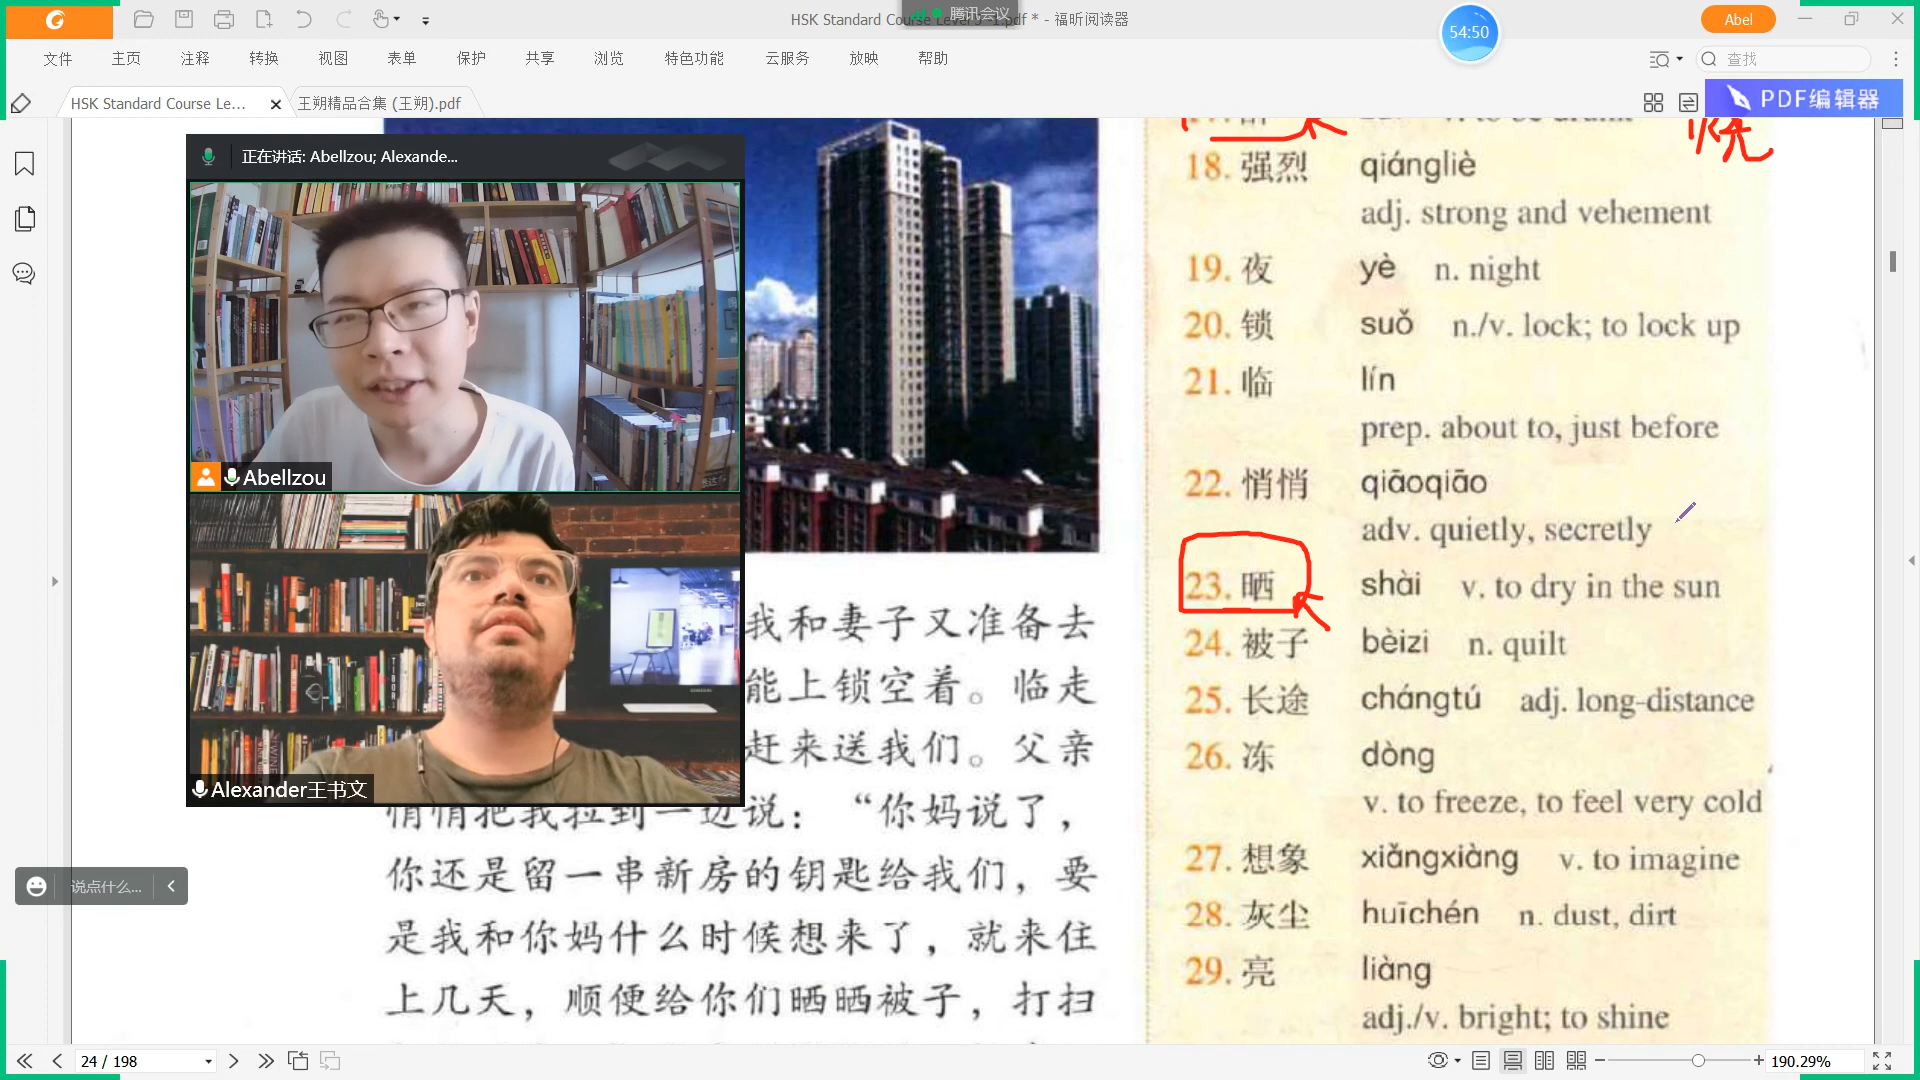 HSK Standard Course Level 5 1.pdf * - 福昕阅读器
腾讯会议
54:50
Abel
文件 主页 注释 转换 视图 表单 保护 共享 浏览 特色功能 云服务 放映 帮助
查找
HSK Standard Course Le...
王朔精品合集 (王朔).pdf
PDF编辑器
正在讲话: Abellzou; Alexande...
Abellzou
Alexander王书文
我和妻子又准备去
能上锁空着。临走
赶来送我们。父亲
悄悄把我拉到一边说：“你妈说了，
你还是留一串新房的钥匙给我们，要
是我和你妈什么时候想来了，就来住
上几天，顺便给你们晒晒被子，打扫
烧
18. 强烈 qiángliè
adj. strong and vehement
19. 夜 yè n. night
20. 锁 suǒ n./v. lock; to lock up
21. 临 lín
prep. about to, just before
22. 悄悄 qiāoqiāo
adv. quietly, secretly
23. 晒 shài v. to dry in the sun
24. 被子 bèizi n. quilt
25. 长途 chángtú adj. long-distance
26. 冻 dòng
v. to freeze, to feel very cold
27. 想象 xiǎngxiàng v. to imagine
28. 灰尘 huīchén n. dust, dirt
29. 亮 liàng
adj./v. bright; to shine
说点什么...
24 / 198
190.29%